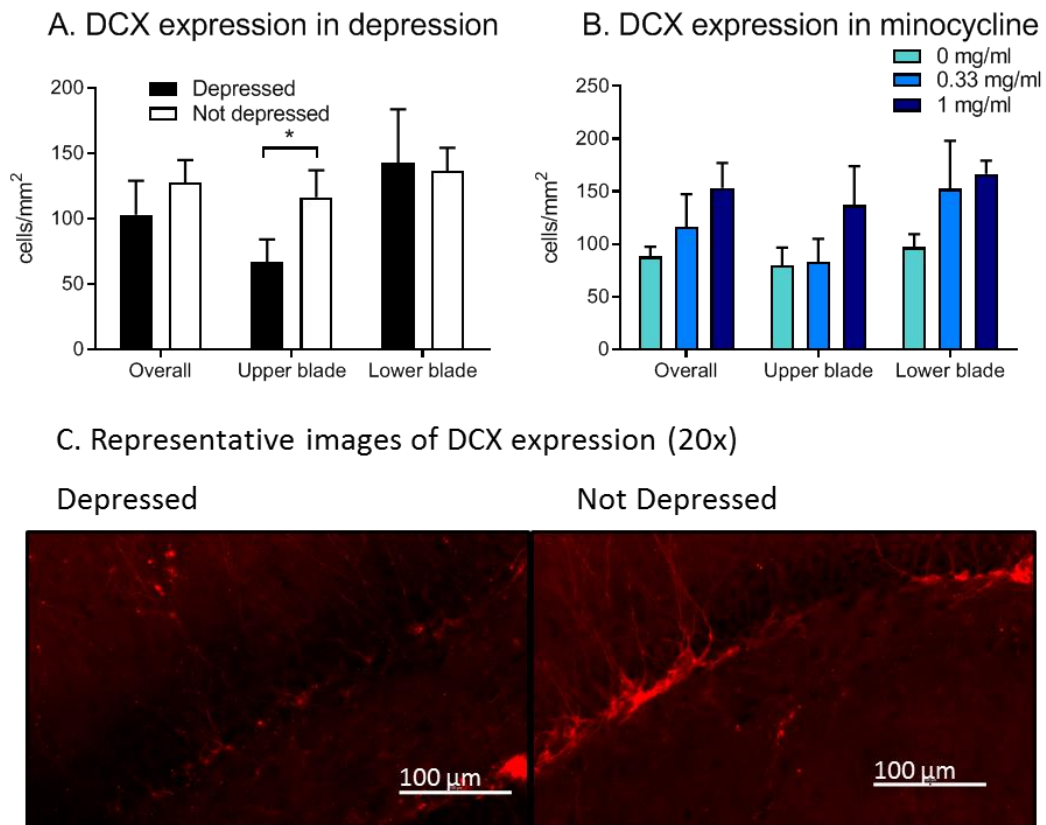 A. DCX expression in depression
Depressed
Not depressed
*
200
150
100
50
0
cells/mm²
Overall
Upper blade
Lower blade
B. DCX expression in minocycline
0 mg/ml
0.33 mg/ml
1 mg/ml
250
200
150
100
50
0
cells/mm²
Overall
Upper blade
Lower blade
C. Representative images of DCX expression (20x)
Depressed
Not Depressed
100 µm
100 µm